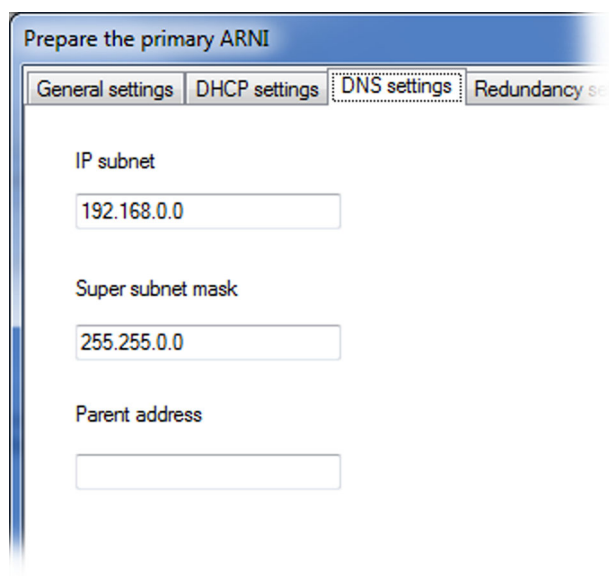 Prepare the primary ARNI
General settings DHCP settings DNS settings Redundancy
IP subnet
192.168.0.0
Super subnet mask
255.255.0.0
Parent address